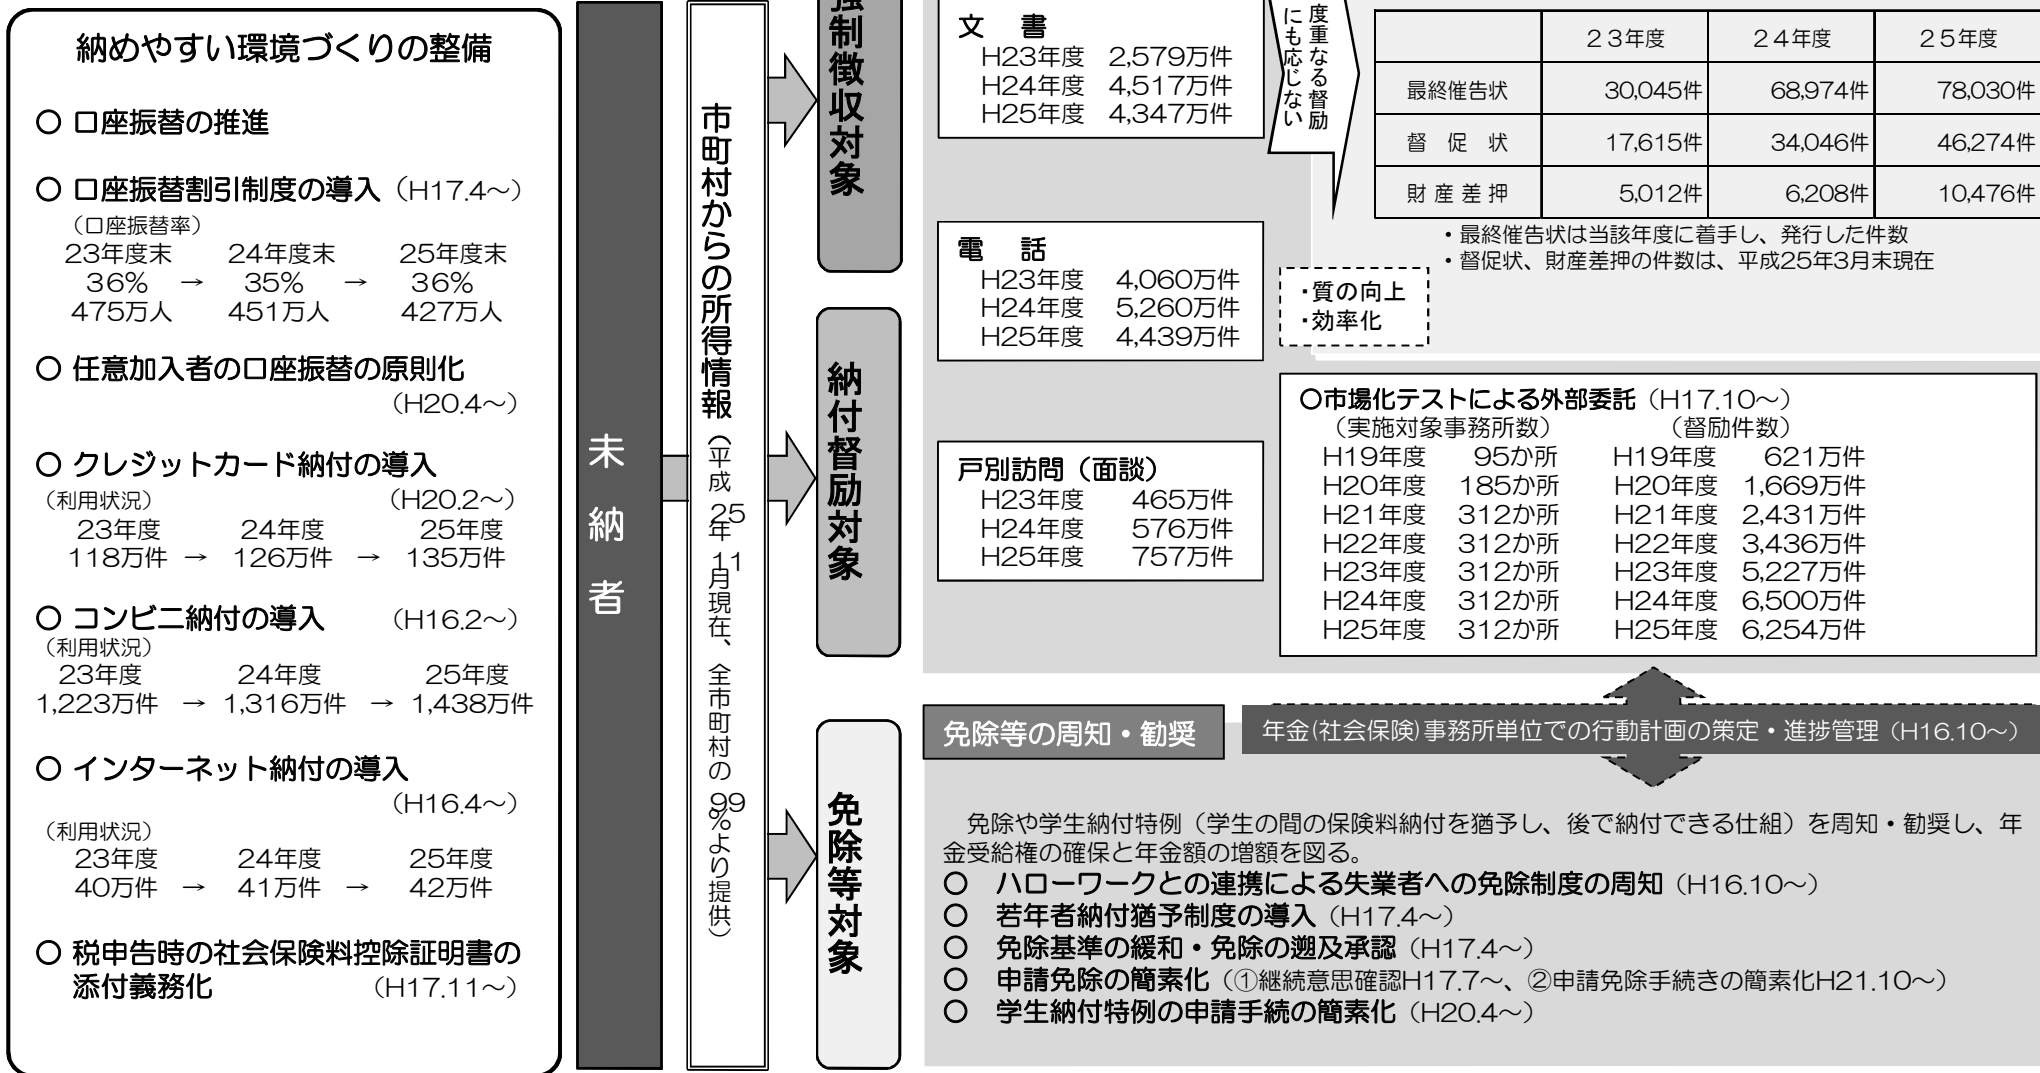 納めやすい環境づくりの整備
○ 口座振替の推進
○ 口座振替割引制度の導入（H17.4～）
（口座振替率）
23年度末 24年度末 25年度末
36% → 35% → 36%
475万人 451万人 427万人
○ 任意加入者の口座振替の原則化
（H20.4～）
○ クレジットカード納付の導入
（利用状況） （H20.2～）
23年度 24年度 25年度
118万件 → 126万件 → 135万件
○ コンビニ納付の導入 （H16.2～）
（利用状況）
23年度 24年度 25年度
1,223万件 → 1,316万件 → 1,438万件
○ インターネット納付の導入
（H16.4～）
（利用状況）
23年度 24年度 25年度
40万件 → 41万件 → 42万件
○ 税申告時の社会保険料控除証明書の
添付義務化 （H17.11～）
未納者
市町村からの所得情報（平成25年11月現在、全市町村の99%より提供）
強制徴収対象
納付督励対象
免除等対象
文 書
H23年度 2,579万件
H24年度 4,517万件
H25年度 4,347万件
電 話
H23年度 4,060万件
H24年度 5,260万件
H25年度 4,439万件
戸別訪問（面談）
H23年度 465万件
H24年度 576万件
H25年度 757万件
度重なる督励
にも応じない
２３年度 ２４年度 ２５年度
最終催告状 30,045件 68,974件 78,030件
督 促 状 17,615件 34,046件 46,274件
財 産 差 押 5,012件 6,208件 10,476件
・最終催告状は当該年度に着手し、発行した件数
・督促状、財産差押の件数は、平成25年3月末現在
・質の向上
・効率化
○市場化テストによる外部委託（H17.10～）
（実施対象事務所数） （督励件数）
H19年度 95か所 H19年度 621万件
H20年度 185か所 H20年度 1,669万件
H21年度 312か所 H21年度 2,431万件
H22年度 312か所 H22年度 3,436万件
H23年度 312か所 H23年度 5,227万件
H24年度 312か所 H24年度 6,500万件
H25年度 312か所 H25年度 6,254万件
免除等の周知・勧奨
年金(社会保険)事務所単位での行動計画の策定・進捗管理（H16.10～）
免除や学生納付特例（学生の間の保険料納付を猶予し、後で納付できる仕組）を周知・勧奨し、年
金受給権の確保と年金額の増額を図る。
○ ハローワークとの連携による失業者への免除制度の周知（H16.10～）
○ 若年者納付猶予制度の導入（H17.4～）
○ 免除基準の緩和・免除の遡及承認（H17.4～）
○ 申請免除の簡素化（①継続意思確認H17.7～、②申請免除手続きの簡素化H21.10～）
○ 学生納付特例の申請手続の簡素化（H20.4～）